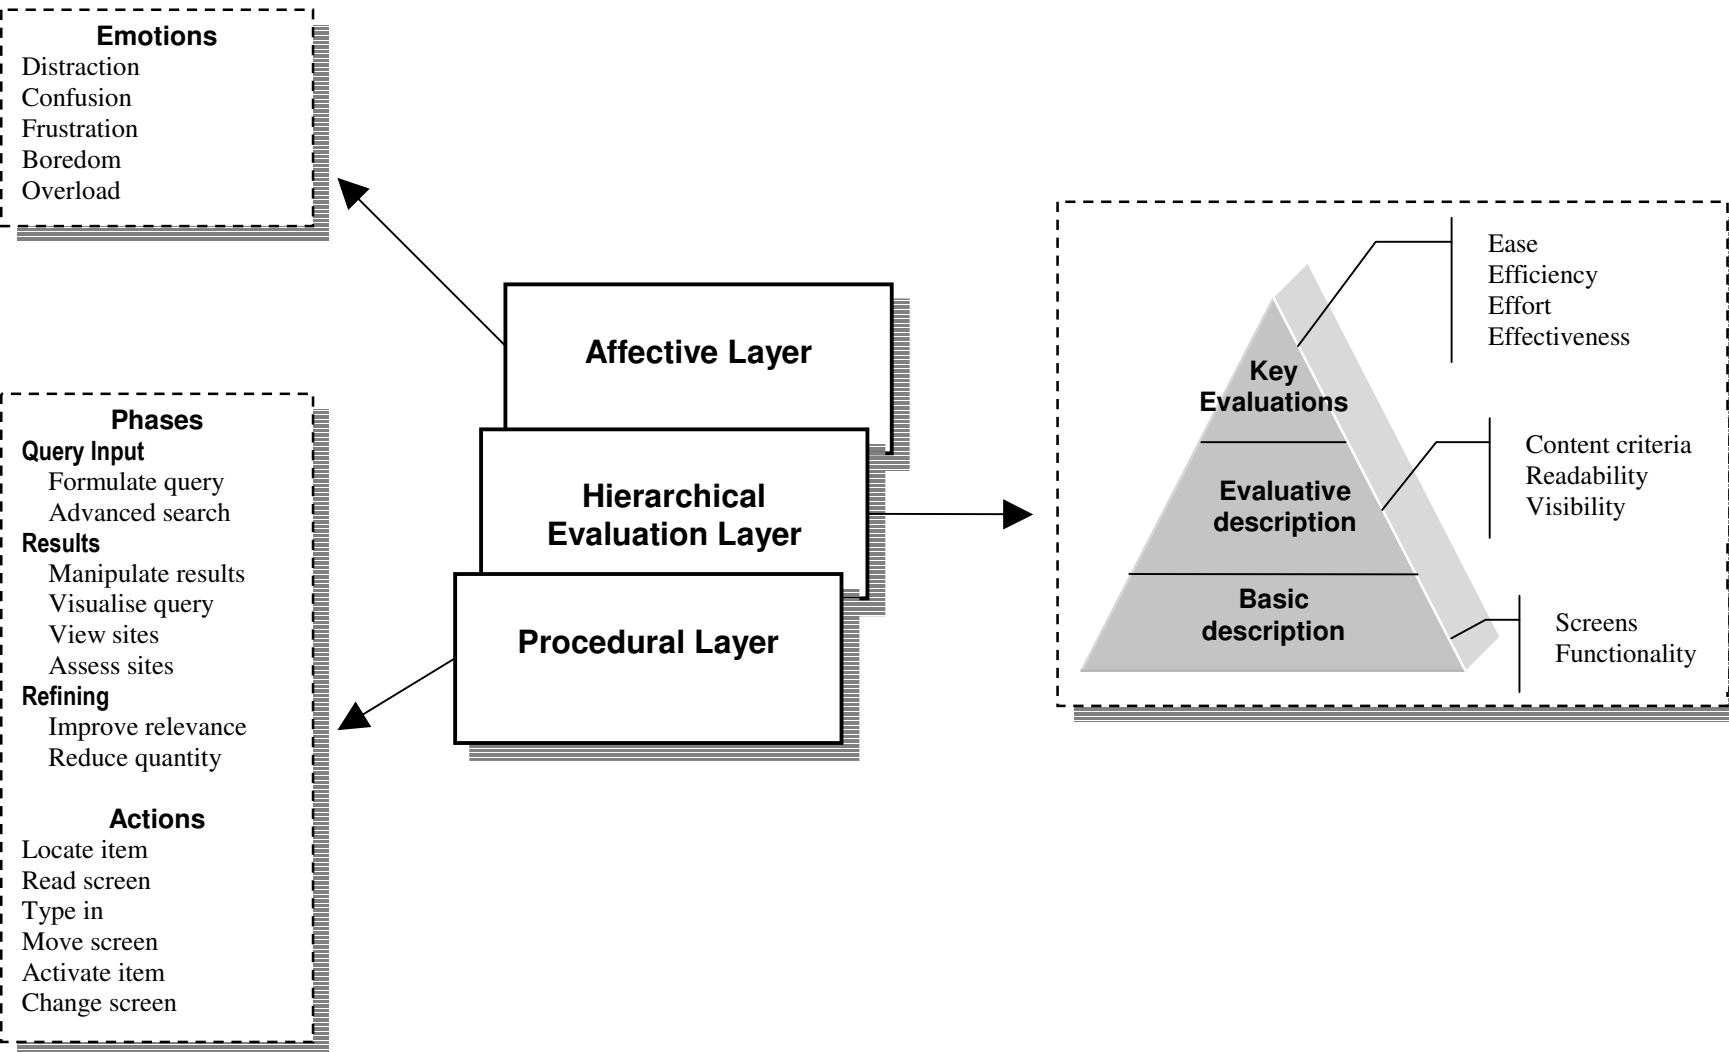 Emotions
Distraction
Confusion
Frustration
Boredom
Overload
Phases
Query Input
Formulate query
Advanced search
Results
Manipulate results
Visualise query
View sites
Assess sites
Refining
Improve relevance
Reduce quantity
Actions
Locate item
Read screen
Type in
Move screen
Activate item
Change screen
Affective Layer
Hierarchical
Evaluation Layer
Procedural Layer
Key
Evaluations
Evaluative
description
Basic
description
Ease
Efficiency
Effort
Effectiveness
Content criteria
Readability
Visibility
Screens
Functionality